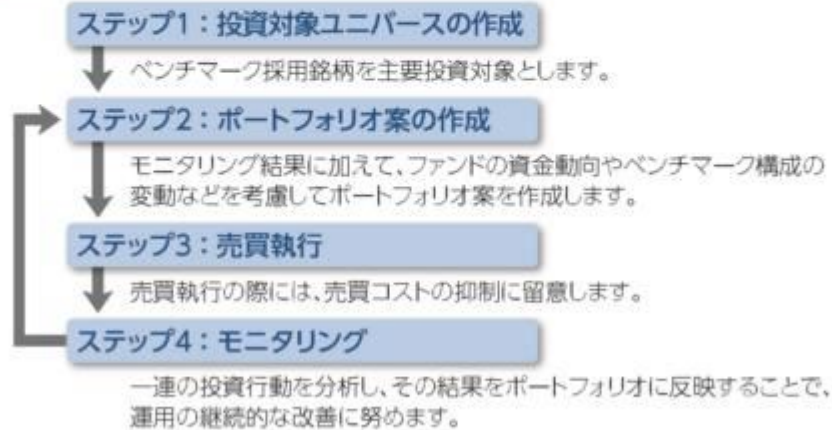 ステップ1：投資対象ユニバースの作成
ベンチマーク採用銘柄を主要投資対象とします。
ステップ2：ポートフォリオ案の作成
モニタリング結果に加えて、ファンドの資金動向やベンチマーク構成の
変動などを考慮してポートフォリオ案を作成します。
ステップ3：売買執行
売買執行の際には、売買コストの抑制に留意します。
ステップ4：モニタリング
一連の投資行動を分析し、その結果をポートフォリオに反映することで、
運用の継続的な改善に努めます。